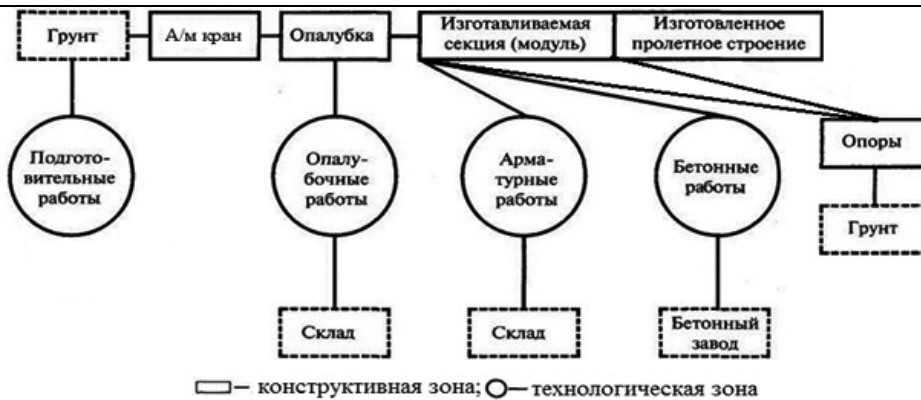 Грунт
А/м кран
Опалубка
Изготавливаемая
секция (модуль)
Изготовленное
пролетное строение
Подгото-
вительные
работы
Опалу-
бочные
работы
Арма-
турные
работы
Бетонные
работы
Опоры
Грунт
Склад
Склад
Бетонный
завод
– конструктивная зона; – технологическая зона